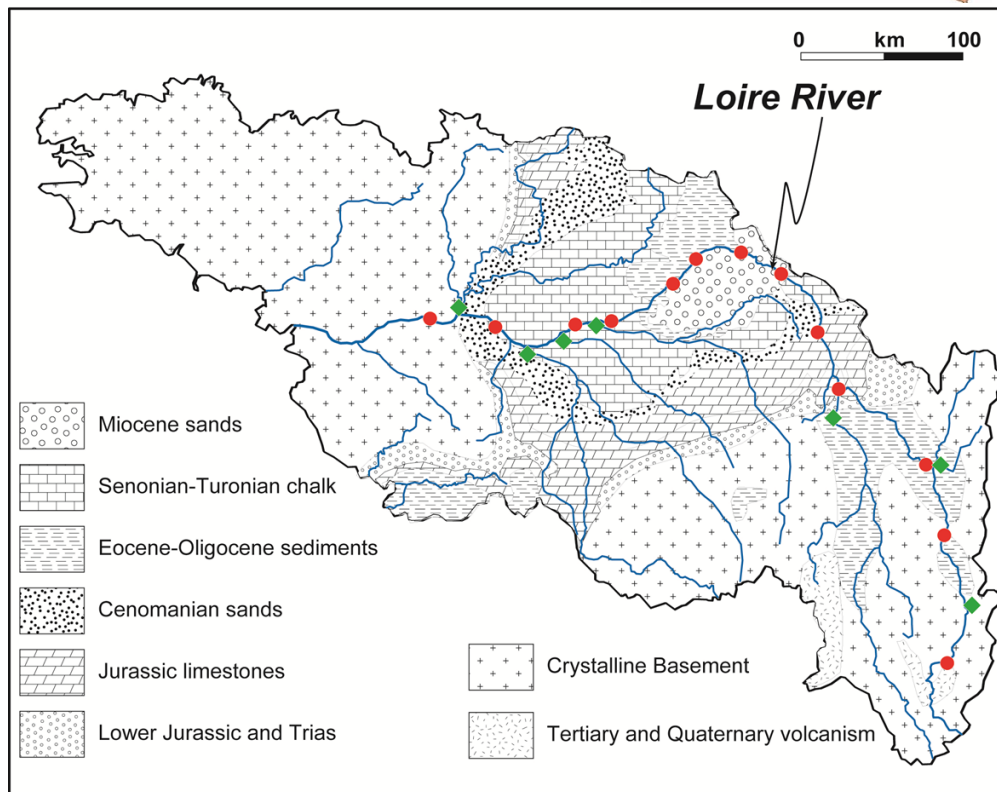 0 km 100
Loire River
Miocene sands
Senonian-Turonian chalk
Eocene-Oligocene sediments
Cenomanian sands
Jurassic limestones
Lower Jurassic and Trias
Crystalline Basement
Tertiary and Quaternary volcanism